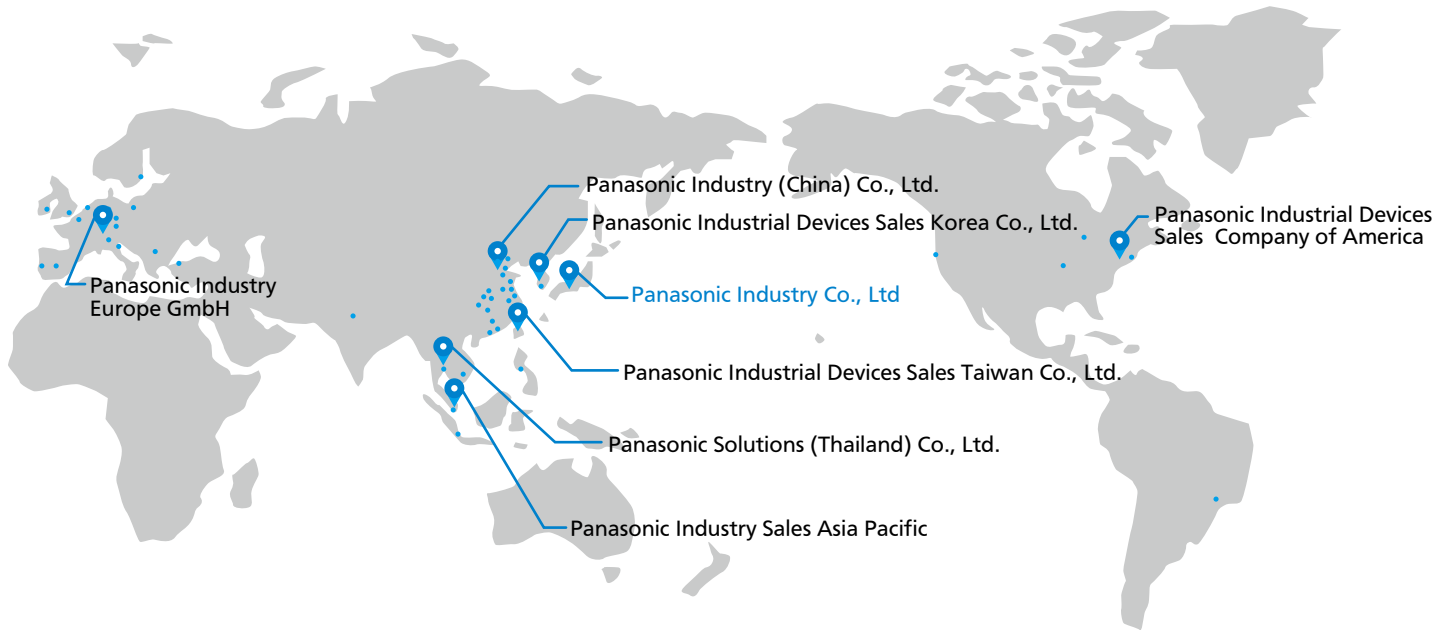 Panasonic Industry (China) Co., Ltd.
Panasonic Industrial Devices Sales Korea Co., Ltd.
Panasonic Industrial Devices
Sales  Company of America
Panasonic Industry
Europe GmbH
Panasonic Industry Co., Ltd
Panasonic Industrial Devices Sales Taiwan Co., Ltd.
Panasonic Solutions (Thailand) Co., Ltd.
Panasonic Industry Sales Asia Pacific